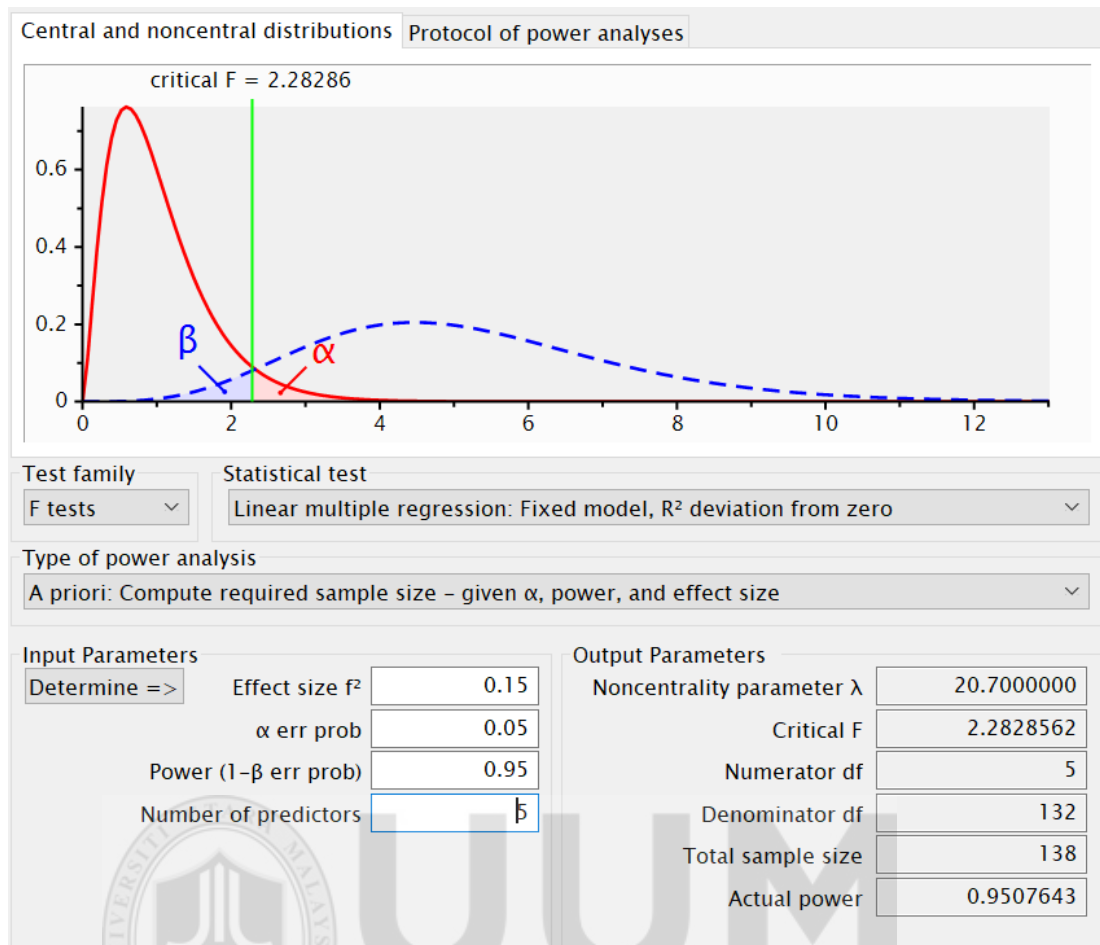 Central and noncentral distributions Protocol of power analyses
critical F = 2.28286
0.6
0.4
0.2
β
α
0
0 2 4 6 8 10 12
Test family Statistical test
F tests Linear multiple regression: Fixed model, R² deviation from zero
Type of power analysis
A priori: Compute required sample size – given α, power, and effect size
Input Parameters Output Parameters
Determine => Effect size f² 0.15 Noncentrality parameter λ 20.7000000
α err prob 0.05 Critical F 2.2828562
Power (1–β err prob) 0.95 Numerator df 5
Number of predictors 5 Denominator df 132
Total sample size 138
Actual power 0.9507643
UUM